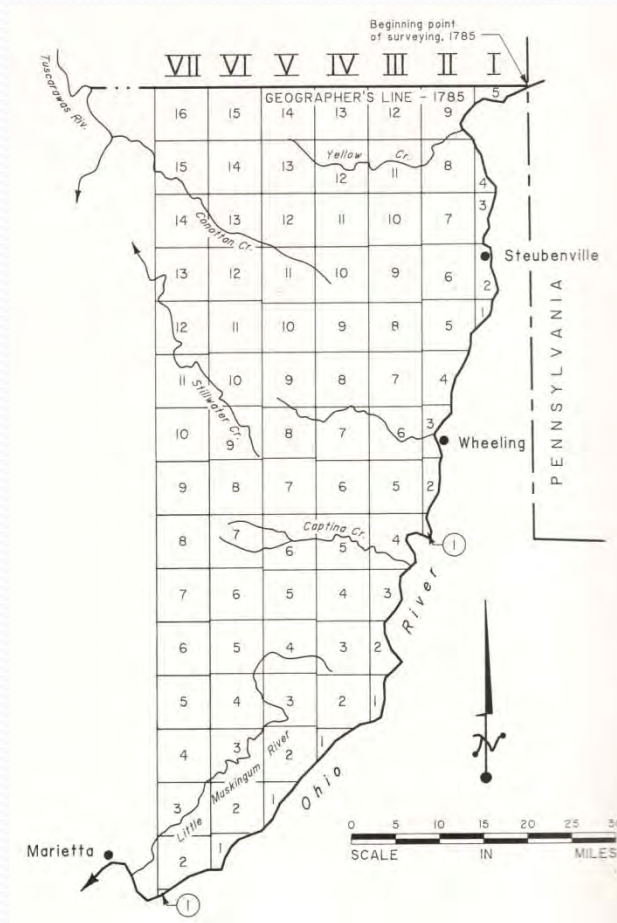 Beginning point
of surveying, 1785
VII VI V IV III II I
Tuscarawas Riv.
GEOGRAPHER'S LINE - 1785
16 15 14 13 12 9 5
Yellow Cr.
15 14 13 12 11 8 4
14 13 12 11 10 7 3
Conotton Cr.
Steubenville
13 12 11 10 9 6 2
12 11 10 9 8 5 1
PENNSYLVANIA
11 10 9 8 7 4
Stillwater Cr.
10 9 8 7 6 3
Wheeling
9 8 7 6 5 2
Captina Cr.
8 7 6 5 4 1
7 6 5 4 3
6 5 4 3 2
5 4 3 2 1
4 3 2 1
Little Muskingum River
Ohio River
3 2 1
N
0 5 10 15 20 25
SCALE IN MILES
Marietta
2 1
1